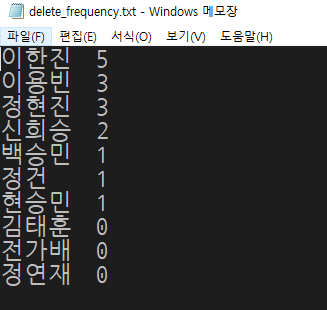 delete_frequency.txt - Windows 메모장
파일(F) 편집(E) 서식(O) 보기(V) 도움말(H)
이한진 5
이용빈 3
정현진 3
신희승 2
백승민 1
정건 1
현승민 1
김태훈 0
전가배 0
정연재 0